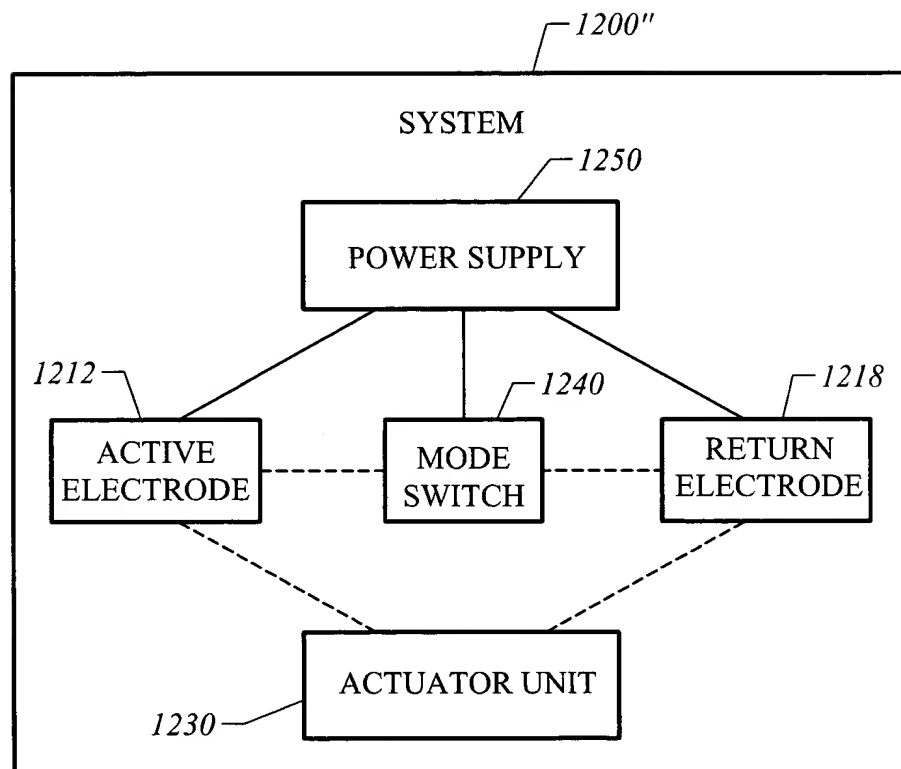 1200"
SYSTEM
1250
POWER SUPPLY
1212
1240
1218
ACTIVE
ELECTRODE
MODE
SWITCH
RETURN
ELECTRODE
ACTUATOR UNIT
1230